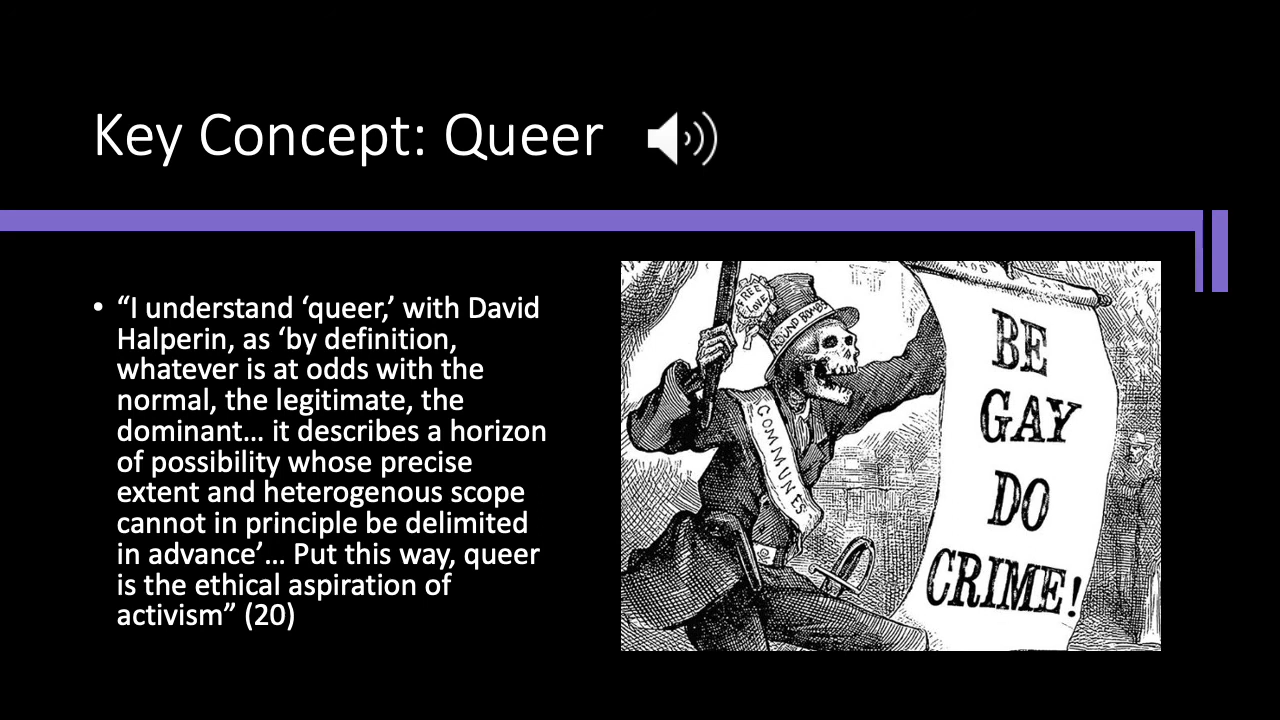 Key Concept: Queer
• “I understand ‘queer,’ with David
Halperin, as ‘by definition,
whatever is at odds with the
normal, the legitimate, the
dominant… it describes a horizon
of possibility whose precise
extent and heterogenous scope
cannot in principle be delimited
in advance’… Put this way, queer
is the ethical aspiration of
activism” (20)
FREE
LOVE
ROUND BOMBS
COMMUNES
MOB
BE
GAY
DO
CRIME!